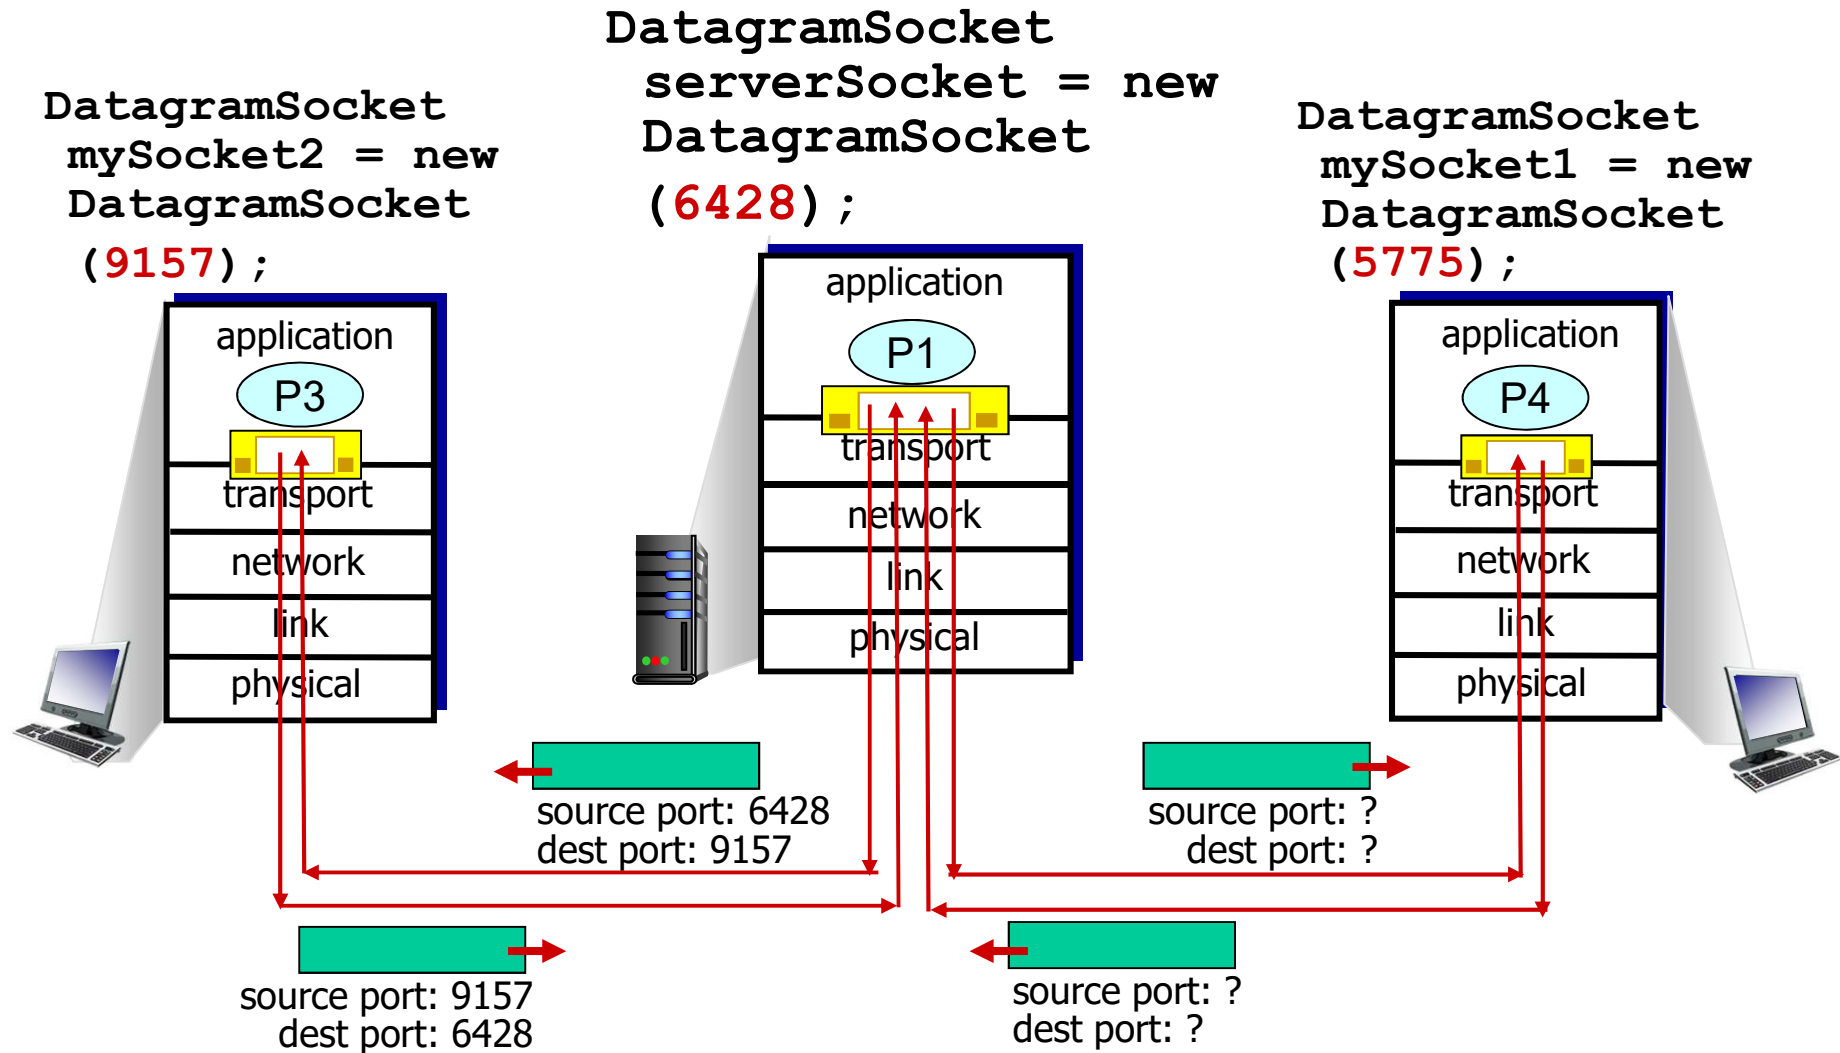 DatagramSocket
serverSocket = new
DatagramSocket
(6428);
DatagramSocket
mySocket2 = new
DatagramSocket
(9157);
DatagramSocket
mySocket1 = new
DatagramSocket
(5775);
application
P3
transport
network
link
physical
application
P1
transport
network
link
physical
application
P4
transport
network
link
physical
source port: 6428
dest port: 9157
source port: ?
dest port: ?
source port: 9157
dest port: 6428
source port: ?
dest port: ?